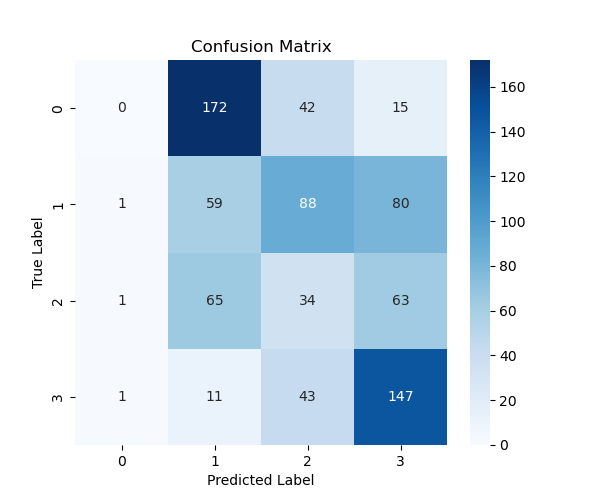 Confusion Matrix
0 0 172 42 15
1 1 59 88 80
2 1 65 34 63
3 1 11 43 147
0 1 2 3
True Label
Predicted Label
160
140
120
100
80
60
40
20
0